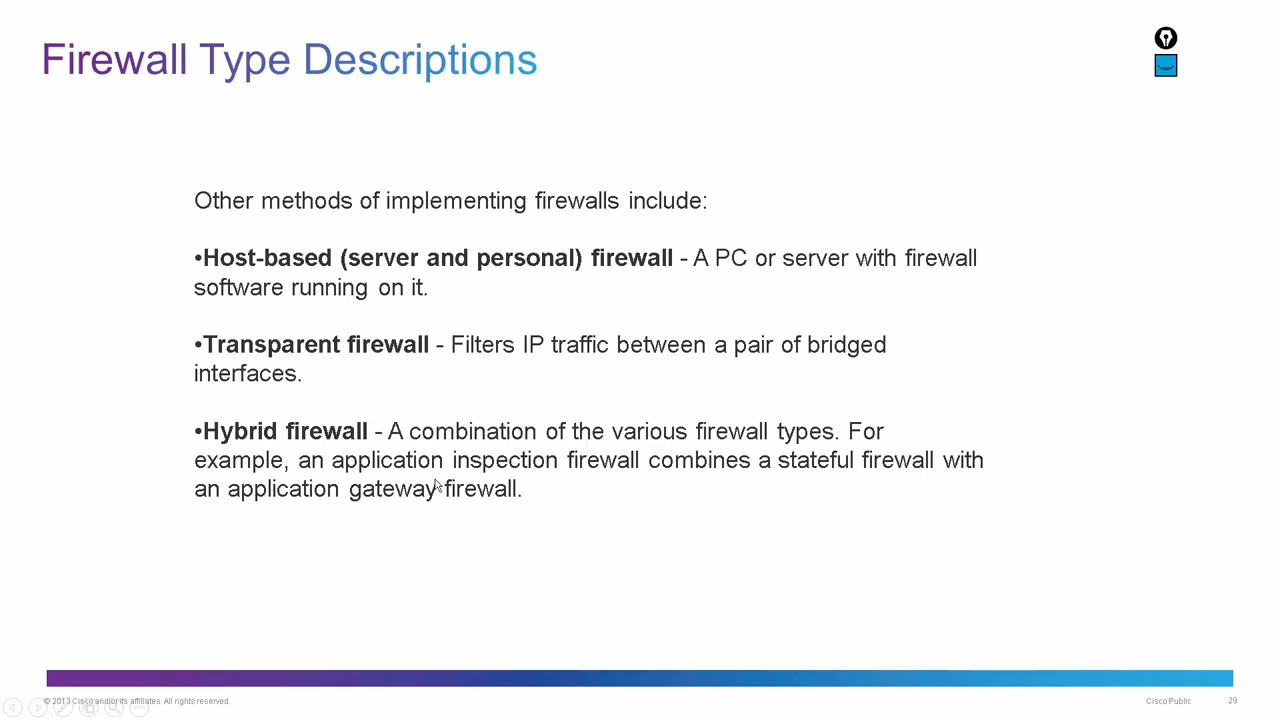 Firewall Type Descriptions
Other methods of implementing firewalls include:
•Host-based (server and personal) firewall - A PC or server with firewall
software running on it.
•Transparent firewall - Filters IP traffic between a pair of bridged
interfaces.
•Hybrid firewall - A combination of the various firewall types. For
example, an application inspection firewall combines a stateful firewall with
an application gateway firewall.
© 2013 Cisco and/or its affiliates. All rights reserved.
Cisco Public
29